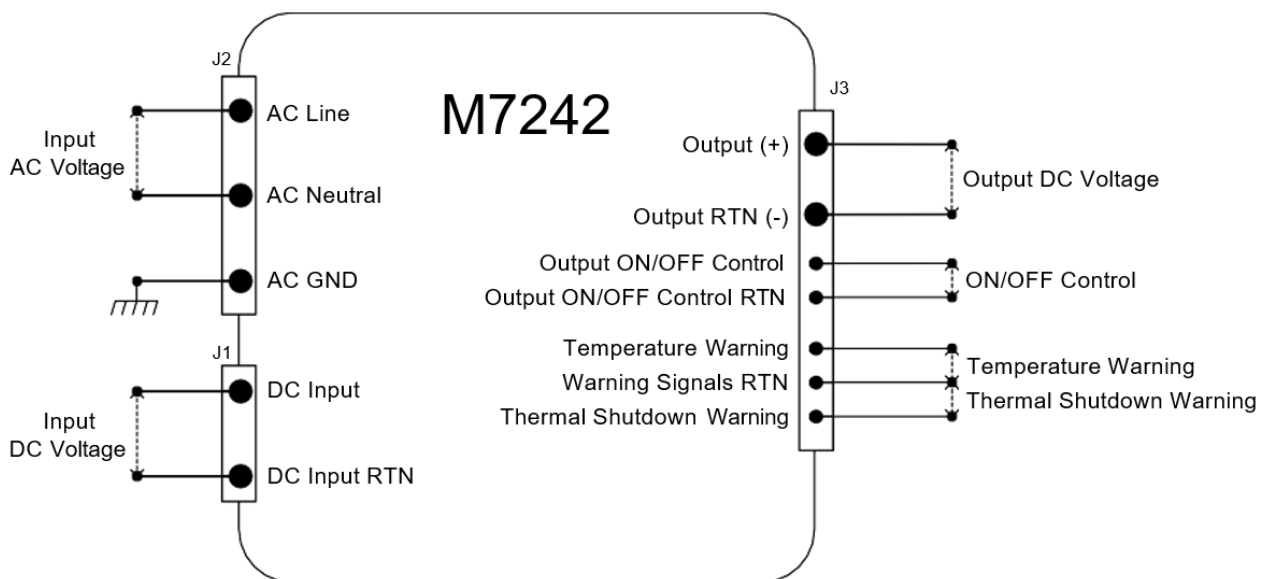 J2
AC Line
M7242
J3
Input
AC Voltage
Output (+)
Output DC Voltage
AC Neutral
Output RTN (-)
Output ON/OFF Control
ON/OFF Control
AC GND
Output ON/OFF Control RTN
J1
Temperature Warning
Temperature Warning
DC Input
Warning Signals RTN
Thermal Shutdown Warning
Input
DC Voltage
Thermal Shutdown Warning
DC Input RTN